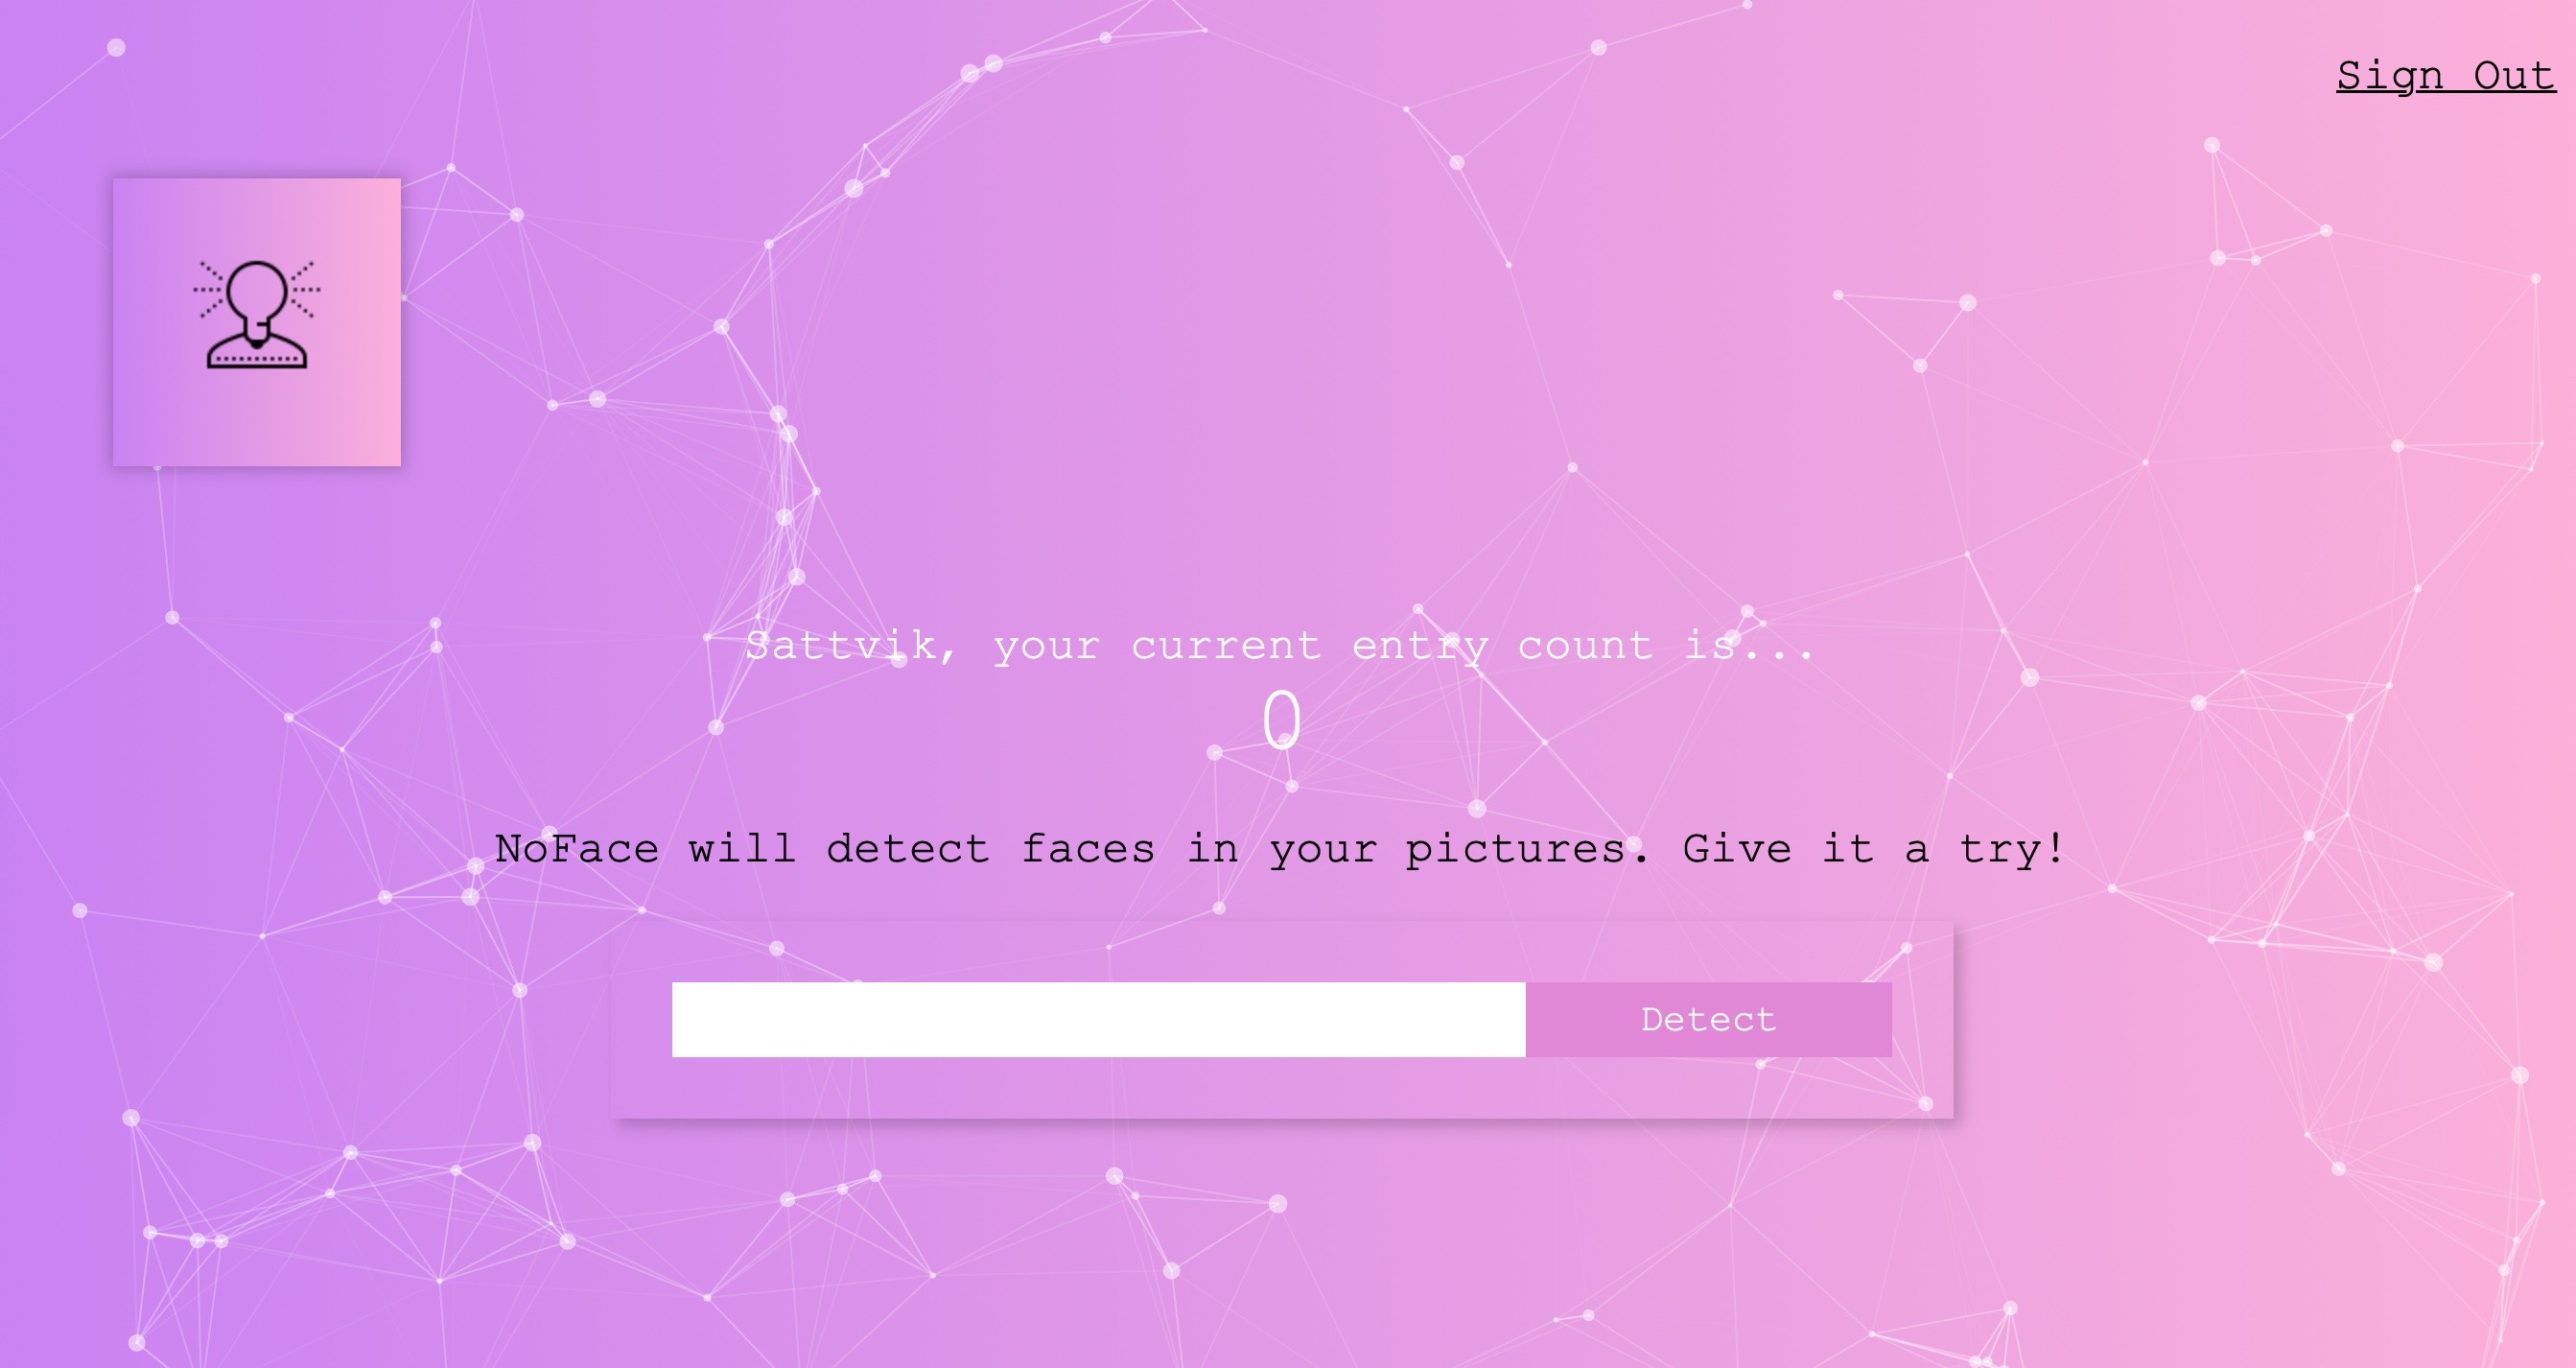 Sign Out
Sattvik, your current entry count is...
0
NoFace will detect faces in your pictures. Give it a try!
Detect